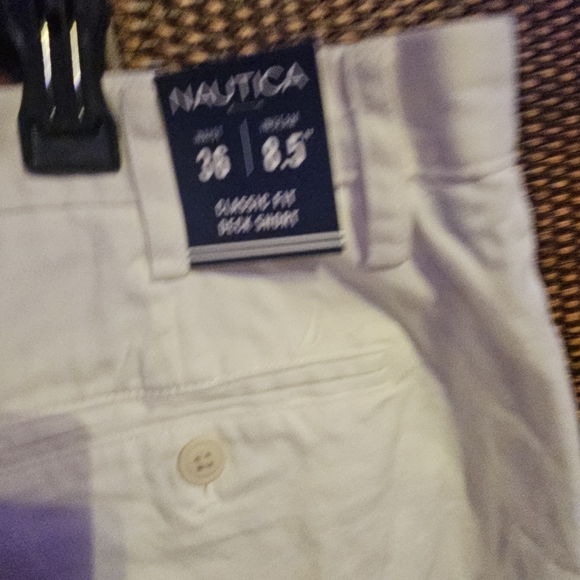 NAUTICA
36 8.5"
CLASSIC FIT
DECK SHORT